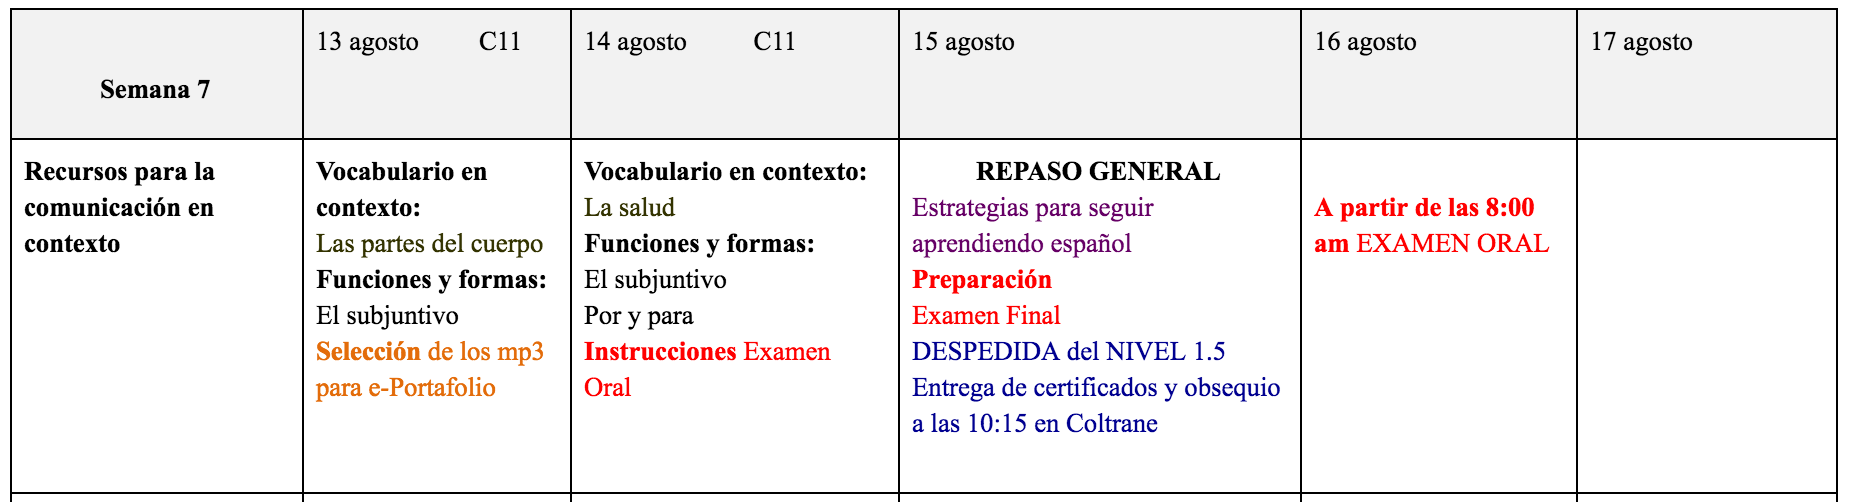 Semana 7
13 agosto C11
14 agosto C11
15 agosto
16 agosto
17 agosto
Recursos para la
comunicación en
contexto
Vocabulario en
contexto:
Las partes del cuerpo
Funciones y formas:
El subjuntivo
Selección de los mp3
para e-Portafolio
Vocabulario en contexto:
La salud
Funciones y formas:
El subjuntivo
Por y para
Instrucciones Examen
Oral
REPASO GENERAL
Estrategias para seguir
aprendiendo español
Preparación
Examen Final
DESPEDIDA del NIVEL 1.5
Entrega de certificados y obsequio
a las 10:15 en Coltrane
A partir de las 8:00
am EXAMEN ORAL